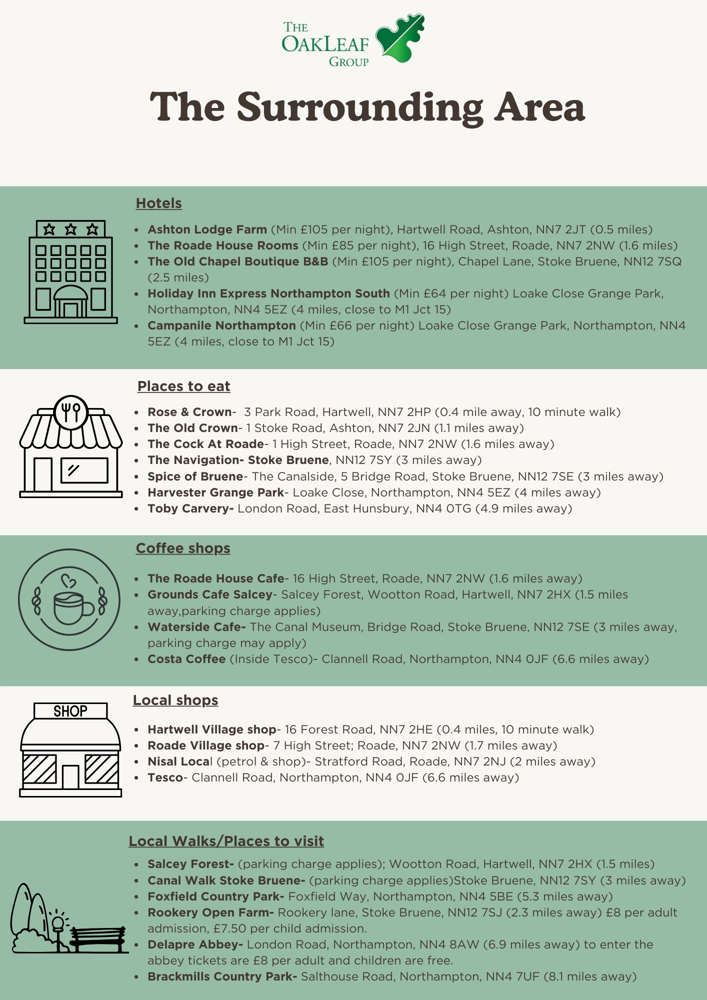 THE
OAKLEAF
GROUP
The Surrounding Area
Hotels
• Ashton Lodge Farm (Min £105 per night), Hartwell Road, Ashton, NN7 2JT (0.5 miles)
• The Roade House Rooms (Min £85 per night), 16 High Street, Roade, NN7 2NW (1.6 miles)
• The Old Chapel Boutique B&B (Min £105 per night), Chapel Lane, Stoke Bruene, NN12 7SQ
(2.5 miles)
• Holiday Inn Express Northampton South (Min £64 per night) Loake Close Grange Park,
Northampton, NN4 5EZ (4 miles, close to M1 Jct 15)
• Campanile Northampton (Min £66 per night) Loake Close Grange Park, Northampton, NN4
5EZ (4 miles, close to M1 Jct 15)
Places to eat
• Rose & Crown- 3 Park Road, Hartwell, NN7 2HP (0.4 mile away, 10 minute walk)
• The Old Crown- 1 Stoke Road, Ashton, NN7 2JN (1.1 miles away)
• The Cock At Roade- 1 High Street, Roade, NN7 2NW (1.6 miles away)
• The Navigation- Stoke Bruene, NN12 7SY (3 miles away)
• Spice of Bruene- The Canalside, 5 Bridge Road, Stoke Bruene, NN12 7SE (3 miles away)
• Harvester Grange Park- Loake Close, Northampton, NN4 5EZ (4 miles away)
• Toby Carvery- London Road, East Hunsbury, NN4 0TG (4.9 miles away)
Coffee shops
• The Roade House Cafe- 16 High Street, Roade, NN7 2NW (1.6 miles away)
• Grounds Cafe Salcey- Salcey Forest, Wootton Road, Hartwell, NN7 2HX (1.5 miles
away,parking charge applies)
• Waterside Cafe- The Canal Museum, Bridge Road, Stoke Bruene, NN12 7SE (3 miles away,
parking charge may apply)
• Costa Coffee (Inside Tesco)- Clannell Road, Northampton, NN4 0JF (6.6 miles away)
SHOP
Local shops
• Hartwell Village shop- 16 Forest Road, NN7 2HE (0.4 miles, 10 minute walk)
• Roade Village shop- 7 High Street; Roade, NN7 2NW (1.7 miles away)
• Nisal Local (petrol & shop)- Stratford Road, Roade, NN7 2NJ (2 miles away)
• Tesco- Clannell Road, Northampton, NN4 0JF (6.6 miles away)
Local Walks/Places to visit
• Salcey Forest- (parking charge applies); Wootton Road, Hartwell, NN7 2HX (1.5 miles)
• Canal Walk Stoke Bruene- (parking charge applies)Stoke Bruene, NN12 7SY (3 miles away)
• Foxfield Country Park- Foxfield Way, Northampton, NN4 5BE (5.3 miles away)
• Rookery Open Farm- Rookery lane, Stoke Bruene, NN12 7SJ (2.3 miles away) £8 per adult
admission, £7.50 per child admission.
• Delapre Abbey- London Road, Northampton, NN4 8AW (6.9 miles away) to enter the
abbey tickets are £8 per adult and children are free.
• Brackmills Country Park- Salthouse Road, Northampton, NN4 7UF (8.1 miles away)